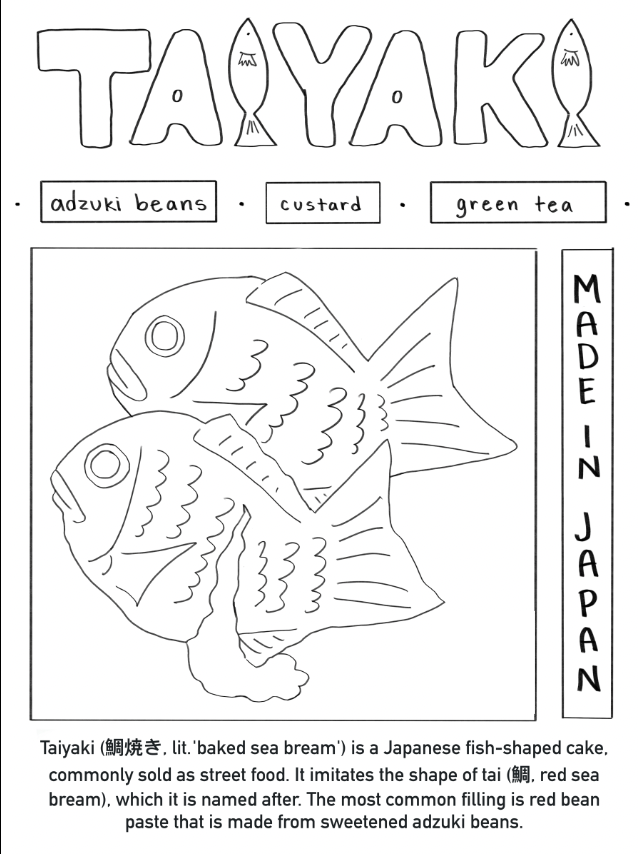 TAIYAKI
· adzuki beans · custard · green tea ·
MADE IN JAPAN
Taiyaki (鯛焼き, lit.'baked sea bream') is a Japanese fish-shaped cake,
commonly sold as street food. It imitates the shape of tai (鯛, red sea
bream), which it is named after. The most common filling is red bean
paste that is made from sweetened adzuki beans.